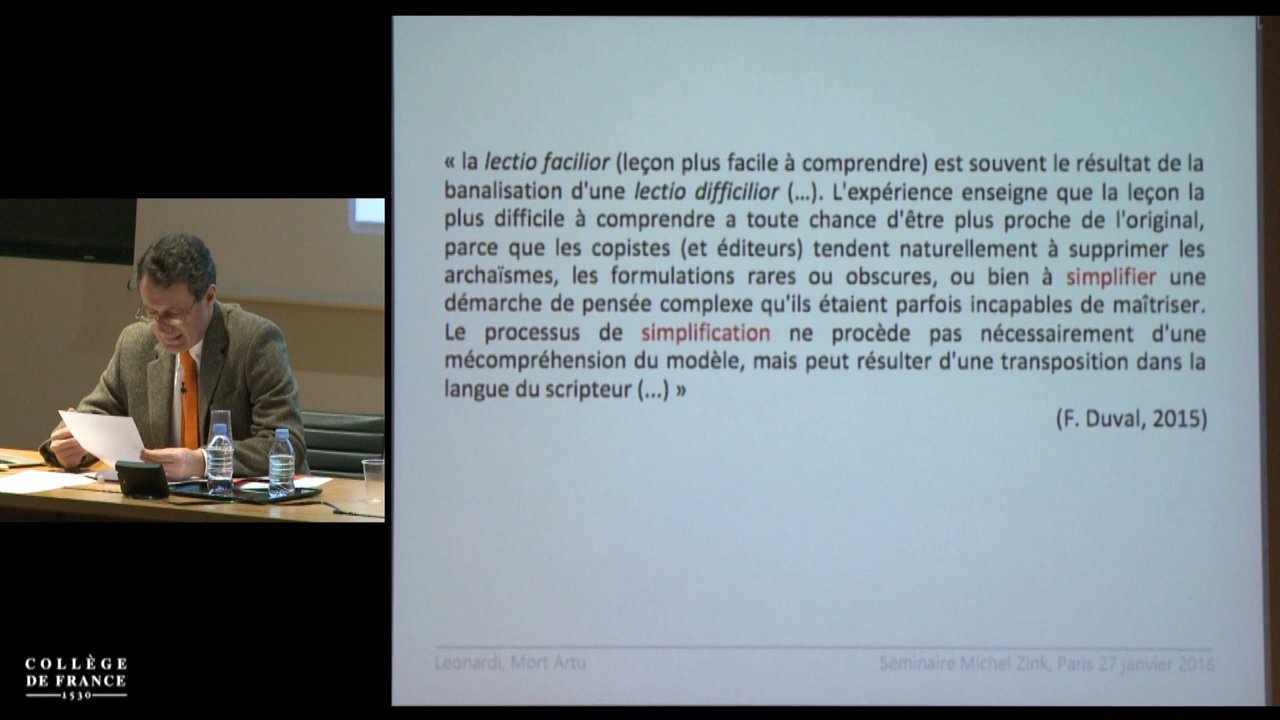 « la lectio facilior (leçon plus facile à comprendre) est souvent le résultat de la
banalisation d'une lectio difficilior (...). L'expérience enseigne que la leçon la
plus difficile à comprendre a toute chance d'être plus proche de l'original,
parce que les copistes (et éditeurs) tendent naturellement à supprimer les
archaïsmes, les formulations rares ou obscures, ou bien à simplifier une
démarche de pensée complexe qu'ils étaient parfois incapables de maîtriser.
Le processus de simplification ne procède pas nécessairement d'une
mécompréhension du modèle, mais peut résulter d'une transposition dans la
langue du scripteur (...) »
(F. Duval, 2015)
Leonardi, Mort Artu
Séminaire Michel Zink, Paris 27 janvier 2016
COLLÈGE
DE FRANCE
1530